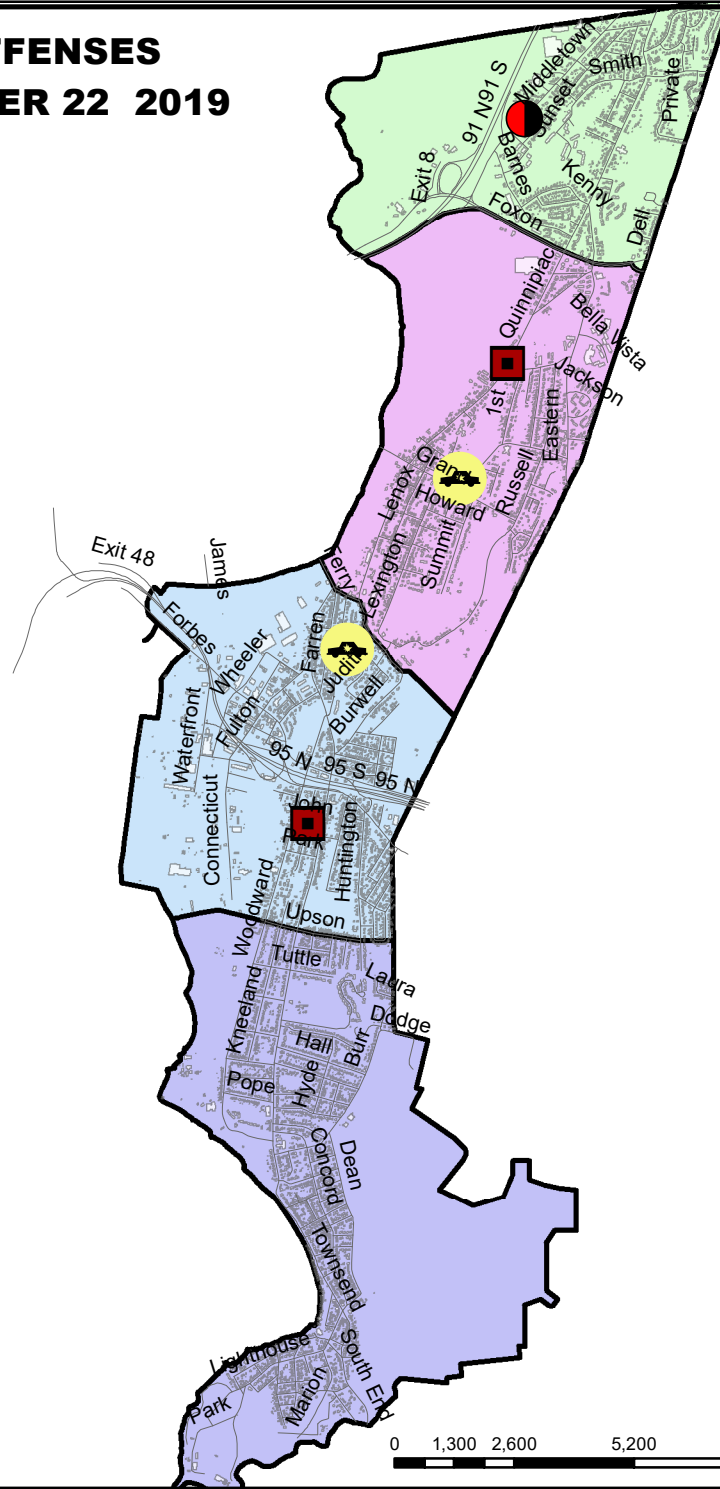 FFENSES
ER 22 2019
Middletown
Smith
Private
91 N
91 S
Sunset
Barnes
Exit 8
Kenny
Foxon
Dell
Quinnipiac
Bella Vista
Jackson
1st
Eastern
Grand
Lenox
Howard
Russell
Summit
Exit 48
James
Ferry
Lexington
Forbes
Farren
Wheeler
Judith
Burwell
Fulton
Waterfront
95 N
95 S
95 N
Connecticut
John
Park
Huntington
Woodward
Upson
Tuttle
Laura
Kneeland
Dodge
Hall
Burr
Pope
Hyde
Concord
Dean
Townsend
Lighthouse
South End
Marion
Park
0 1,300 2,600 5,200